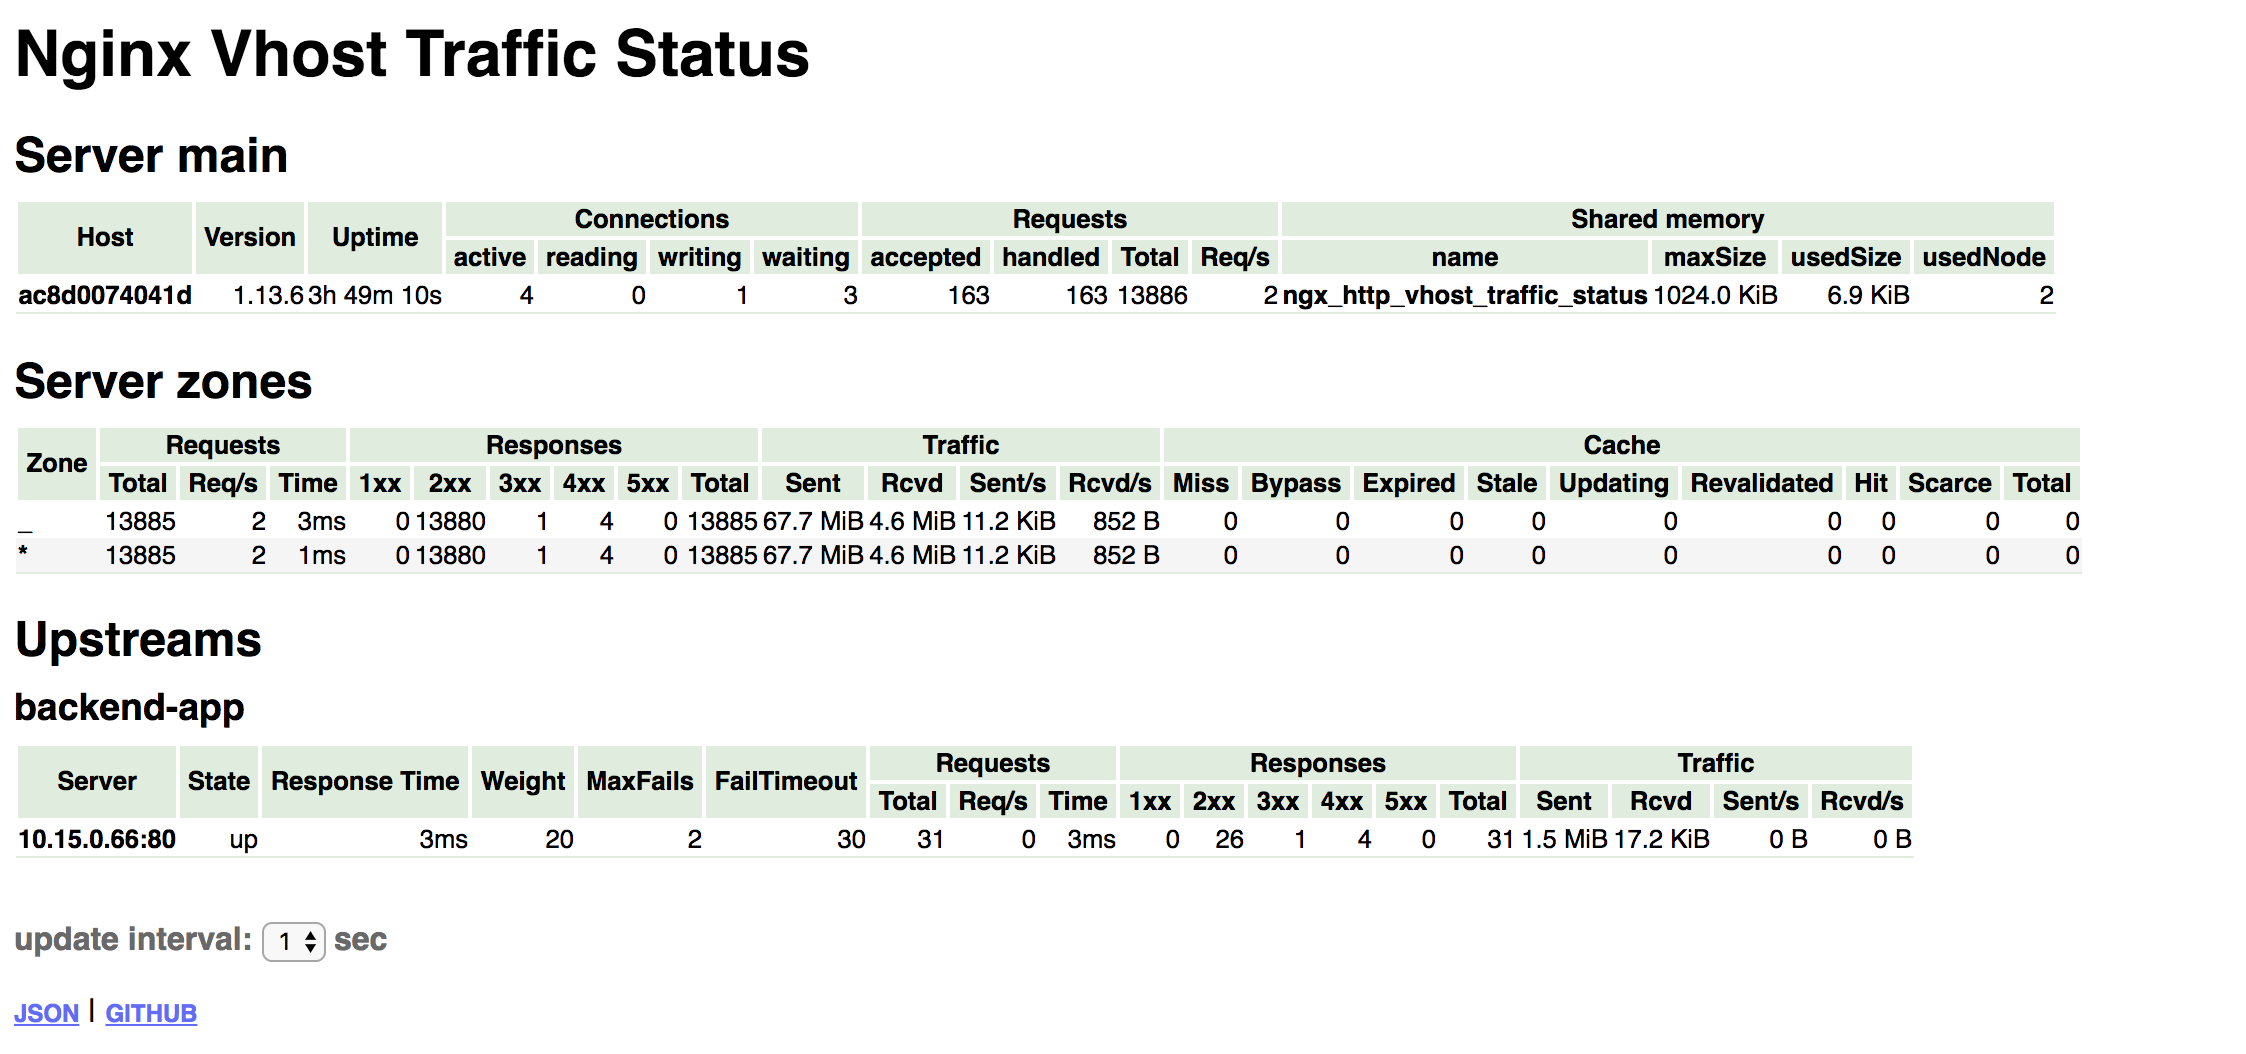 Nginx Vhost Traffic Status
Server main
Host Version Uptime Connections Requests Shared memory
active reading writing waiting accepted handled Total Req/s name maxSize usedSize usedNode
ac8d0074041d 1.13.6 3h 49m 10s 4 0 1 3 163 163 13886 2 ngx_http_vhost_traffic_status 1024.0 KiB 6.9 KiB 2
Server zones
Zone Requests Responses Traffic Cache
Total Req/s Time 1xx 2xx 3xx 4xx 5xx Total Sent Rcvd Sent/s Rcvd/s Miss Bypass Expired Stale Updating Revalidated Hit Scarce Total
_ 13885 2 3ms 0 13880 1 4 0 13885 67.7 MiB 4.6 MiB 11.2 KiB 852 B 0 0 0 0 0 0 0 0 0
* 13885 2 1ms 0 13880 1 4 0 13885 67.7 MiB 4.6 MiB 11.2 KiB 852 B 0 0 0 0 0 0 0 0 0
Upstreams
backend-app
Server State Response Time Weight MaxFails FailTimeout Requests Responses Traffic
Total Req/s Time 1xx 2xx 3xx 4xx 5xx Total Sent Rcvd Sent/s Rcvd/s
10.15.0.66:80 up 3ms 20 2 30 31 0 3ms 0 26 1 4 0 31 1.5 MiB 17.2 KiB 0 B 0 B
update interval: 1 sec
JSON | GITHUB